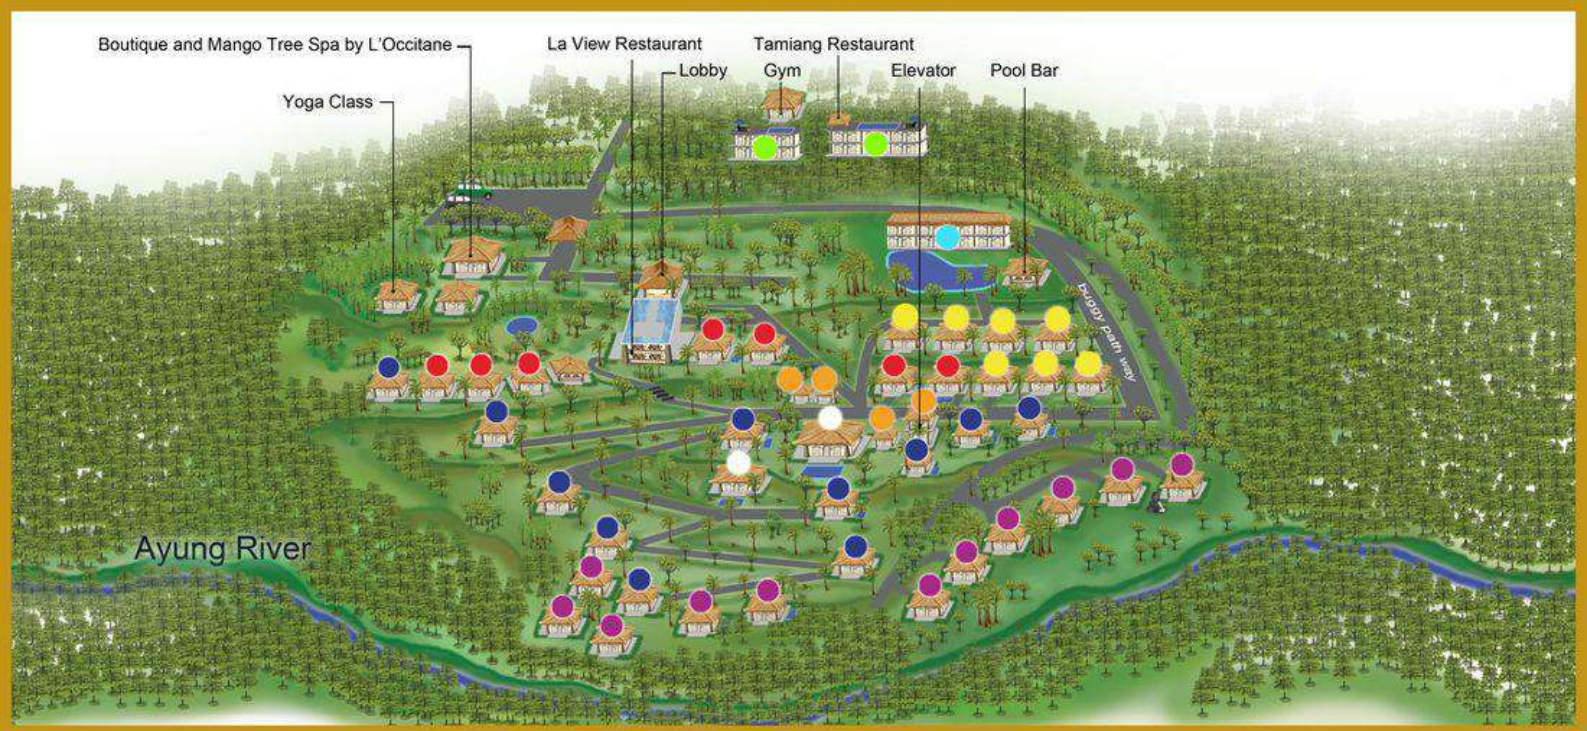 Boutique and Mango Tree Spa by L'Occitane
La View Restaurant
Tamiang Restaurant
Lobby
Gym
Elevator
Pool Bar
Yoga Class
buggy path way
Ayung River